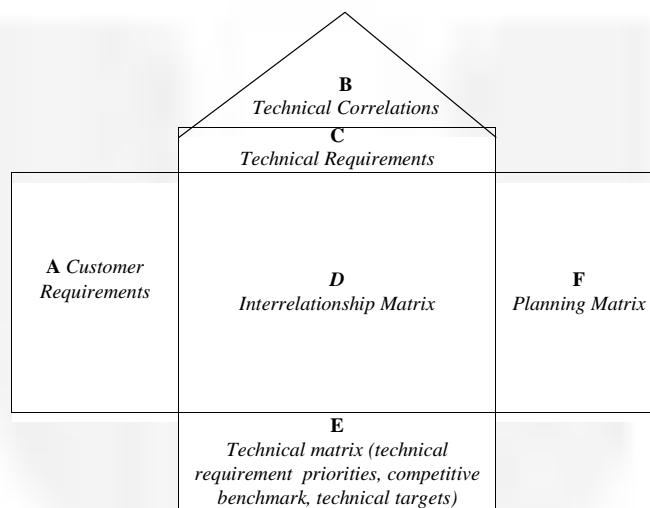 B
Technical Correlations
C
Technical Requirements
A Customer
Requirements
D
Interrelationship Matrix
F
Planning Matrix
E
Technical matrix (technical
requirement priorities, competitive
benchmark, technical targets)